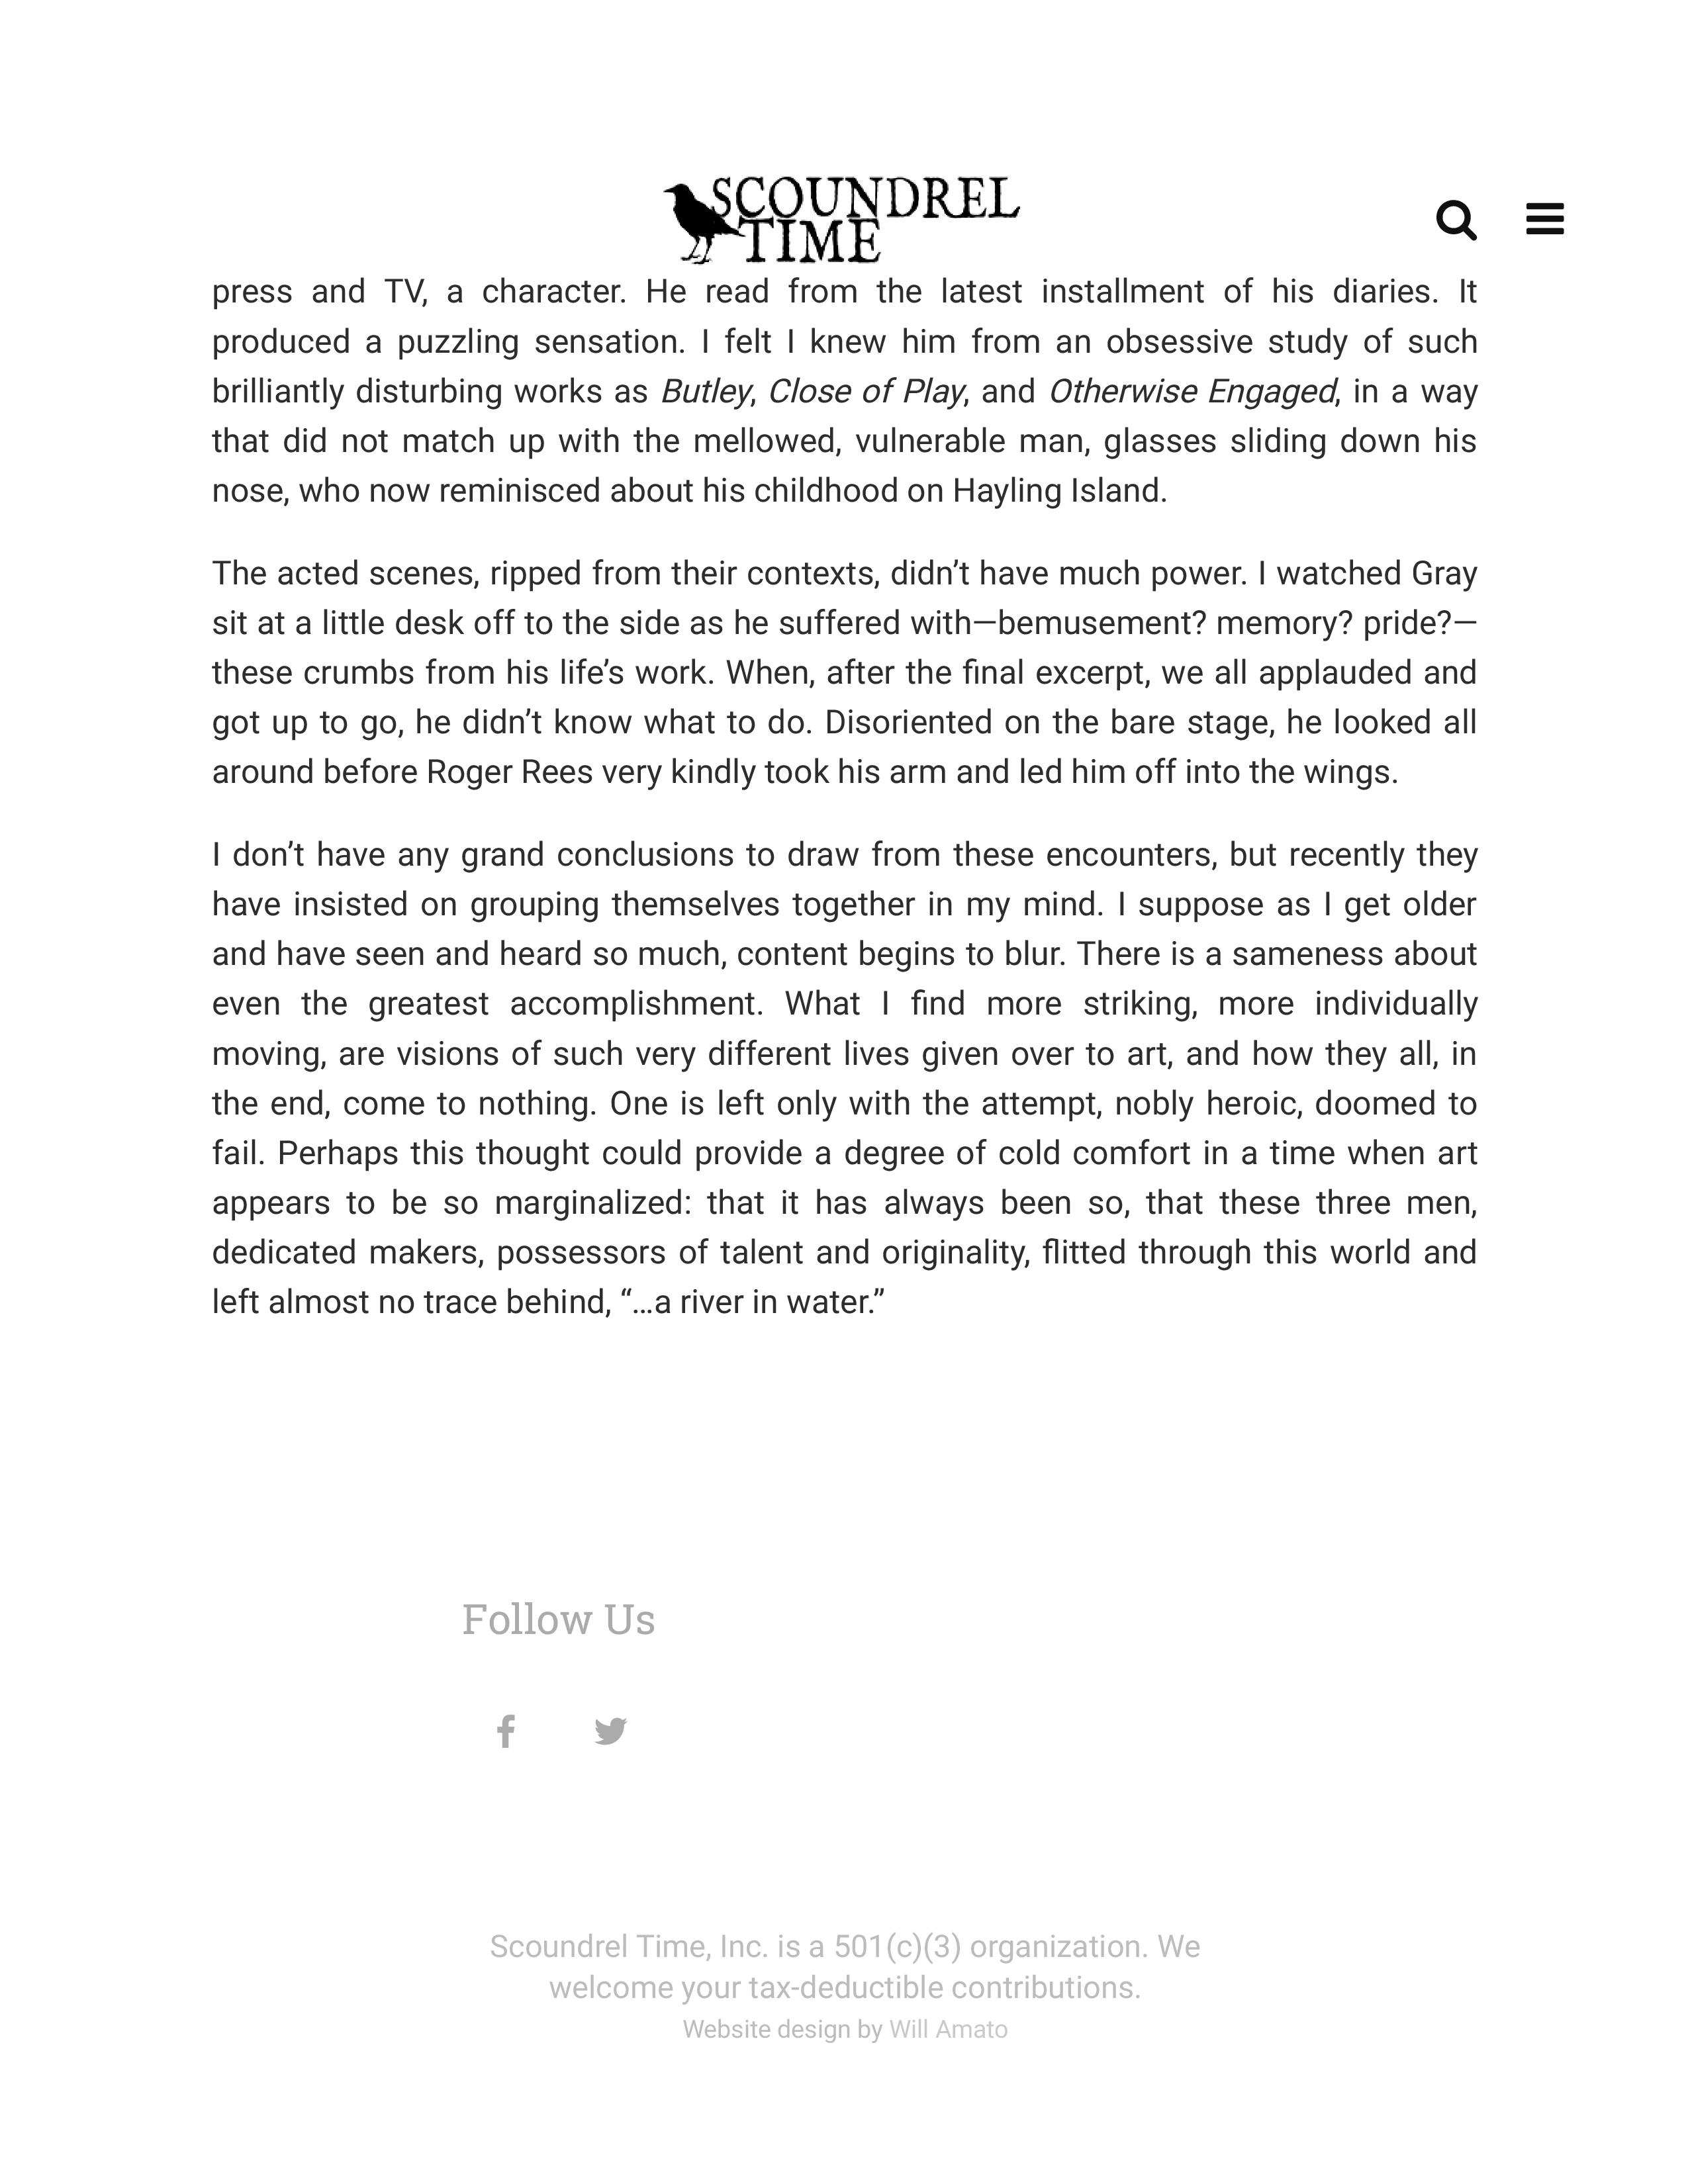 SCOUNDREL
TIME
press and TV, a character. He read from the latest installment of his diaries. It
produced a puzzling sensation. I felt I knew him from an obsessive study of such
brilliantly disturbing works as Butley, Close of Play, and Otherwise Engaged, in a way
that did not match up with the mellowed, vulnerable man, glasses sliding down his
nose, who now reminisced about his childhood on Hayling Island.
The acted scenes, ripped from their contexts, didn’t have much power. I watched Gray
sit at a little desk off to the side as he suffered with—bemusement? memory? pride?—
these crumbs from his life’s work. When, after the final excerpt, we all applauded and
got up to go, he didn’t know what to do. Disoriented on the bare stage, he looked all
around before Roger Rees very kindly took his arm and led him off into the wings.
I don’t have any grand conclusions to draw from these encounters, but recently they
have insisted on grouping themselves together in my mind. I suppose as I get older
and have seen and heard so much, content begins to blur. There is a sameness about
even the greatest accomplishment. What I find more striking, more individually
moving, are visions of such very different lives given over to art, and how they all, in
the end, come to nothing. One is left only with the attempt, nobly heroic, doomed to
fail. Perhaps this thought could provide a degree of cold comfort in a time when art
appears to be so marginalized: that it has always been so, that these three men,
dedicated makers, possessors of talent and originality, flitted through this world and
left almost no trace behind, “…a river in water.”
Follow Us
Scoundrel Time, Inc. is a 501(c)(3) organization. We
welcome your tax-deductible contributions.
Website design by Will Amato